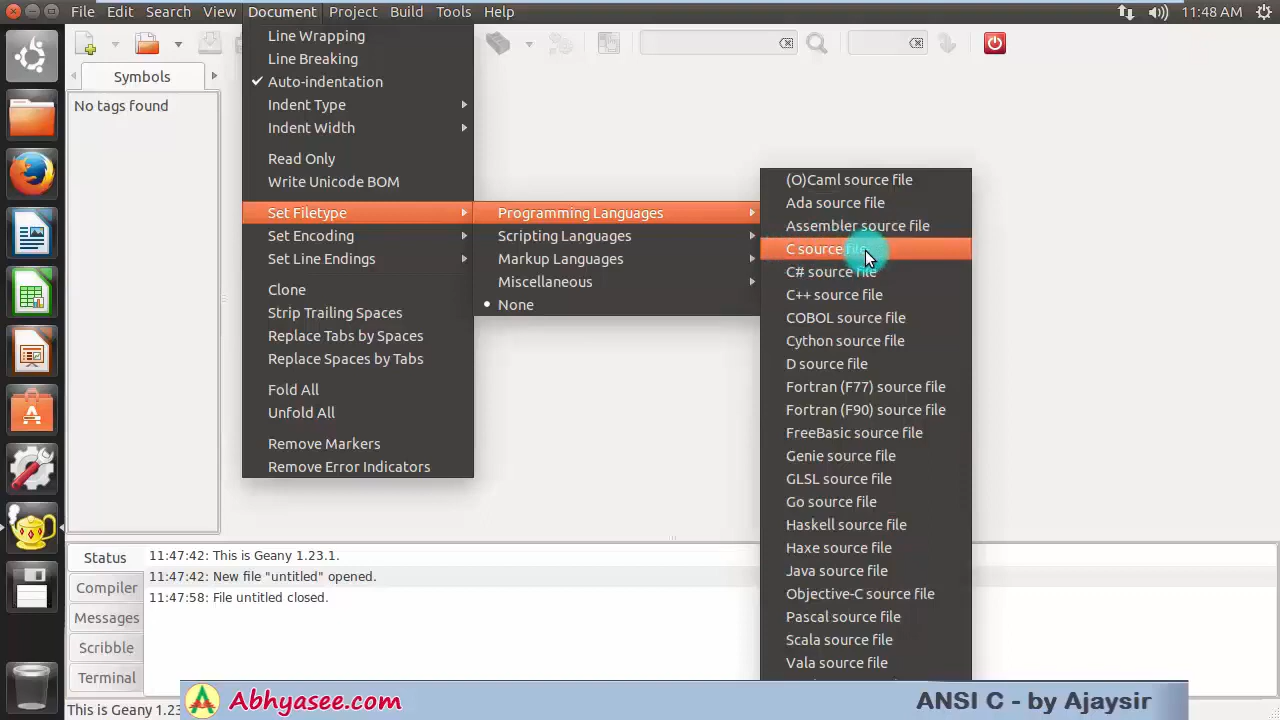 File Edit Search View Document Project Build Tools Help 11:48 AM
Symbols
No tags found
Line Wrapping
Line Breaking
Auto-indentation
Indent Type
Indent Width
Read Only
Write Unicode BOM
Set Filetype
Set Encoding
Set Line Endings
Clone
Strip Trailing Spaces
Replace Tabs by Spaces
Replace Spaces by Tabs
Fold All
Unfold All
Remove Markers
Remove Error Indicators
Programming Languages
Scripting Languages
Markup Languages
Miscellaneous
None
(O)Caml source file
Ada source file
Assembler source file
C source file
C# source file
C++ source file
COBOL source file
Cython source file
D source file
Fortran (F77) source file
Fortran (F90) source file
FreeBasic source file
Genie source file
GLSL source file
Go source file
Haskell source file
Haxe source file
Java source file
Objective-C source file
Pascal source file
Scala source file
Vala source file
Status
Compiler
Messages
Scribble
Terminal
11:47:42: This is Geany 1.23.1.
11:47:42: New file "untitled" opened.
11:47:58: File untitled closed.
This is Geany 1.23
Abhyasee.com
ANSI C - by Ajaysir